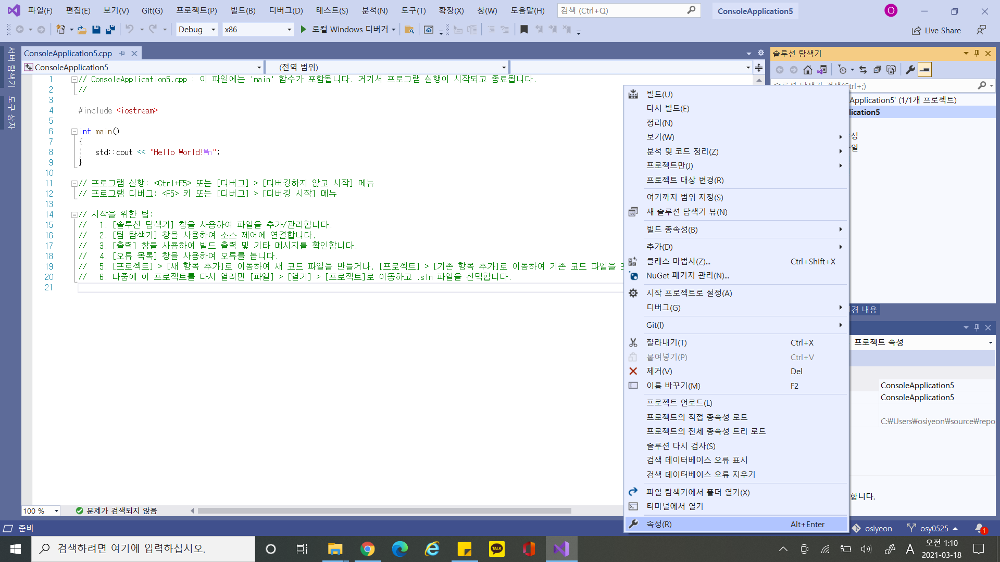 파일(F) 편집(E) 보기(V) Git(G) 프로젝트(P) 빌드(B) 디버그(D) 테스트(S) 분석(N) 도구(T) 확장(X) 창(W) 도움말(H) 검색 (Ctrl+Q) ConsoleApplication5 O
Debug x86 로컬 Windows 디버거 Live Share
서버 탐색기
도구 상자
ConsoleApplication5.cpp
ConsoleApplication5 (전역 범위)
1 // ConsoleApplication5.cpp : 이 파일에는 'main' 함수가 포함됩니다. 거기서 프로그램 실행이 시작되고 종료됩니다.
2 //
3
4 #include <iostream>
5
6 int main()
7 {
8 std::cout << "Hello World!₩n";
9 }
10
11 // 프로그램 실행: <Ctrl+F5> 또는 [디버그] > [디버깅하지 않고 시작] 메뉴
12 // 프로그램 디버그: <F5> 키 또는 [디버그] > [디버깅 시작] 메뉴
13
14 // 시작을 위한 팁:
15 // 1. [솔루션 탐색기] 창을 사용하여 파일을 추가/관리합니다.
16 // 2. [팀 탐색기] 창을 사용하여 소스 제어에 연결합니다.
17 // 3. [출력] 창을 사용하여 빌드 출력 및 기타 메시지를 확인합니다.
18 // 4. [오류 목록] 창을 사용하여 오류를 봅니다.
19 // 5. [프로젝트] > [새 항목 추가]로 이동하여 새 코드 파일을 만들거나, [프로젝트] > [기존 항목 추가]로 이동하여 기존 코드 파일을
20 // 6. 나중에 이 프로젝트를 다시 열려면 [파일] > [열기] > [프로젝트]로 이동하고 .sln 파일을 선택합니다.
21
100 % 문제가 검색되지 않음
빌드(U)
다시 빌드(E)
정리(N)
보기(W)
분석 및 코드 정리(Z)
프로젝트만(J)
프로젝트 대상 변경(R)
여기까지 범위 지정(S)
새 솔루션 탐색기 뷰(N)
빌드 종속성(B)
추가(D)
클래스 마법사(Z)... Ctrl+Shift+X
NuGet 패키지 관리(N)...
시작 프로젝트로 설정(A)
디버그(G)
Git(I)
잘라내기(T) Ctrl+X
붙여넣기(P) Ctrl+V
제거(V) Del
이름 바꾸기(M) F2
프로젝트 언로드(L)
프로젝트의 직접 종속성 로드
프로젝트의 전체 종속성 트리 로드
솔루션 다시 검사(S)
검색 데이터베이스 오류 표시
검색 데이터베이스 오류 지우기
파일 탐색기에서 폴더 열기(X)
터미널에서 열기
속성(R) Alt+Enter
솔루션 탐색기
솔루션 탐색기 검색(Ctrl+;)
Application5' (1/1개 프로젝트)
lication5
성
일
경 내용
프로젝트 속성
ConsoleApplication5
ConsoleApplication5
C:₩Users₩osiyeon₩source₩repo
합니다.
준비 osiyeon osy0525 1
검색하려면 여기에 입력하십시오. TALK A 오전 1:10
2021-03-18